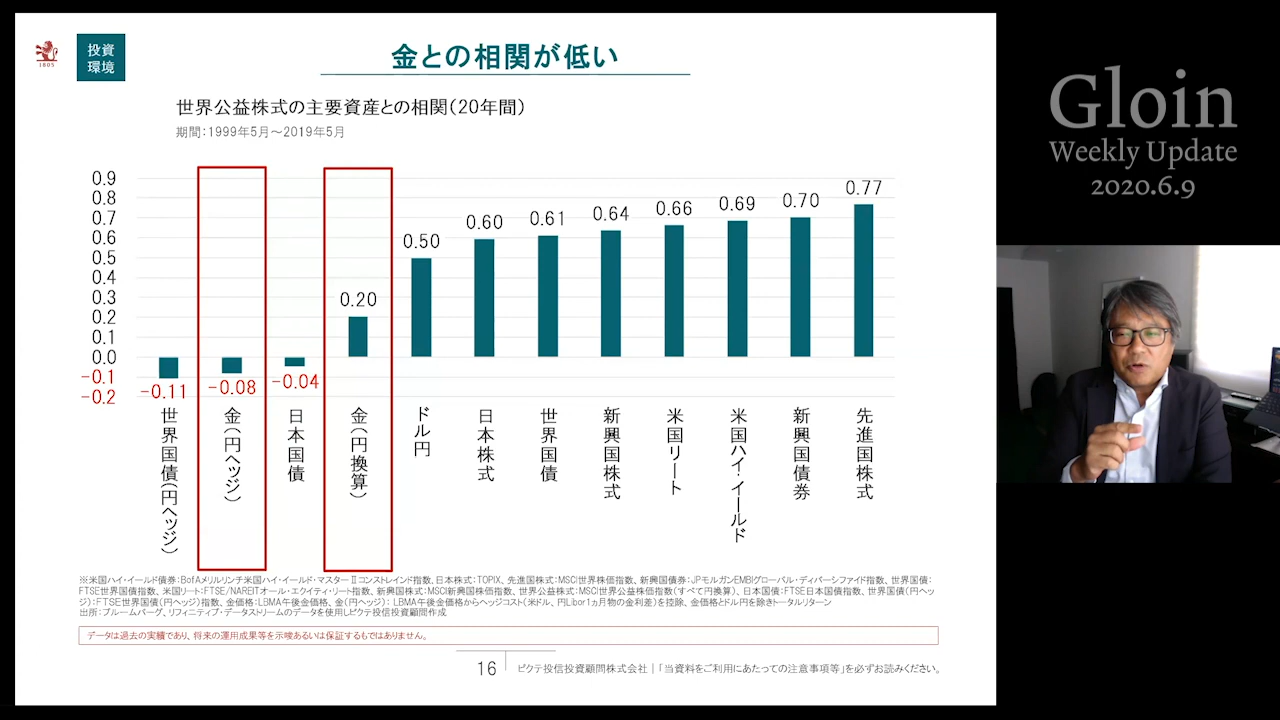 1805
投資
環境
金との相関が低い
世界公益株式の主要資産との相関(20年間)
期間:1999年5月~2019年5月
0.9
0.8
0.7
0.6
0.5
0.4
0.3
0.2
0.1
0.0
-0.1
-0.2
-0.11
-0.08
-0.04
0.20
0.50
0.60
0.61
0.64
0.66
0.69
0.70
0.77
世界国債(円ヘッジ)
金(円ヘッジ)
日本国債
金(円換算)
ドル円
日本株式
世界国債
新興国株式
米国リート
米国ハイ・イールド
新興国債券
先進国株式
※米国ハイ・イールド債券:BofAメリルリンチ米国ハイ・イールド・マスターⅡコンストレインド指数、日本株式:TOPIX、先進国株式:MSCI世界株価指数、新興国債券:JPモルガンEMBIグローバル・ディバーシファイド指数、世界国債:
FTSE世界国債指数、米国リート:FTSE/NAREITオール・エクイティ・リート指数、新興国株式:MSCI新興国株価指数、世界公益株式:MSCI世界公益株価指数(すべて円換算)、日本国債:FTSE日本国債指数、世界国債(円ヘッ
ジ):FTSE世界国債(円ヘッジ)指数、金価格:LBMA午後金価格、金(円ヘッジ): LBMA午後金価格からヘッジコスト(米ドル、円Libor1ヵ月物の金利差)を控除、金価格とドル円を除きトータルリターン
出所:ブルームバーグ、リフィニティブ・データストリームのデータを使用しピクテ投信投資顧問作成
データは過去の実績であり、将来の運用成果等を示唆あるいは保証するものではありません。
16
ピクテ投信投資顧問株式会社|「当資料をご利用にあたっての注意事項等」を必ずお読みください。
Gloin
Weekly Update
2020.6.9